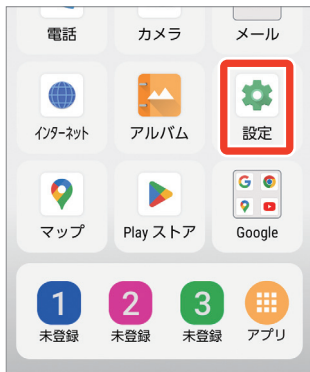 電話 カメラ メール
インターネット アルバム 設定
マップ Play ストア Google
1 2 3
未登録 未登録 未登録 アプリ